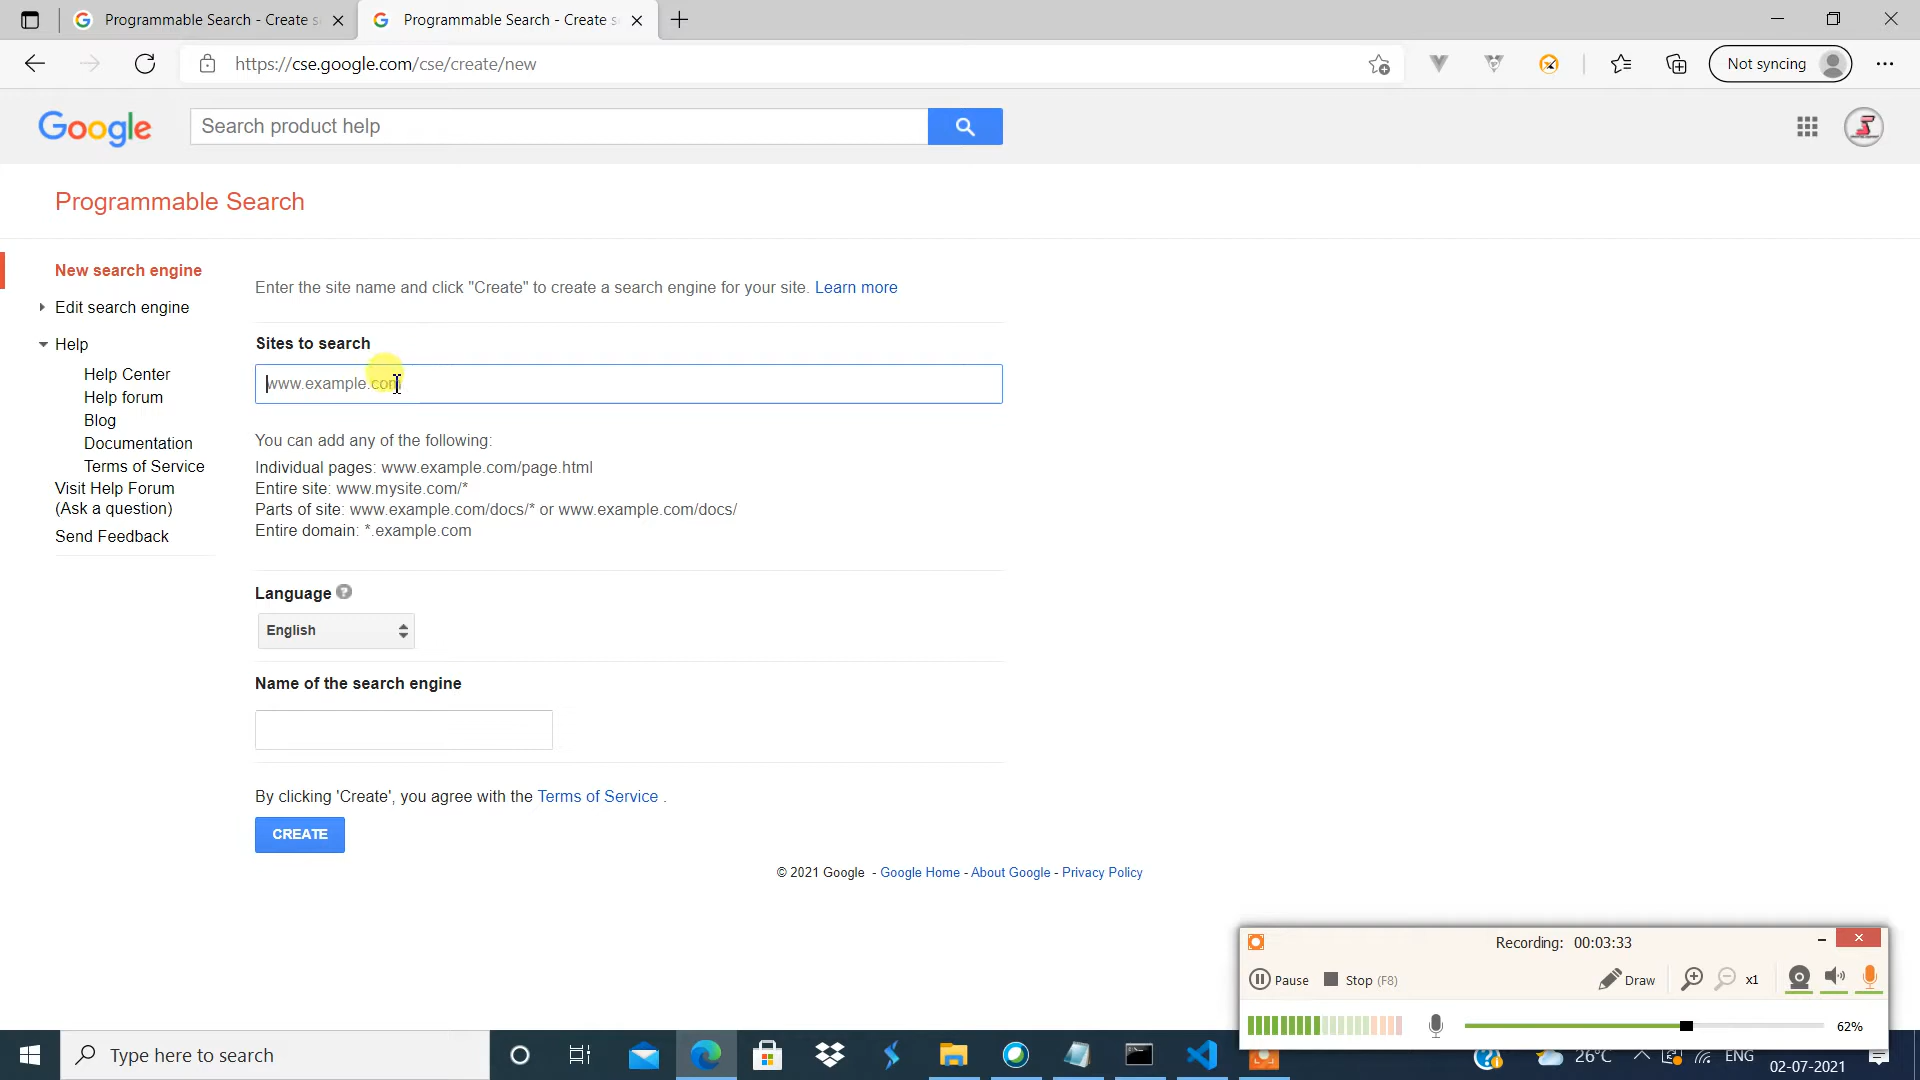 Programmable Search - Create s
Programmable Search - Create s
https://cse.google.com/cse/create/new
Not syncing
Google
Search product help
Programmable Search
New search engine
Edit search engine
Help
Help Center
Help forum
Blog
Documentation
Terms of Service
Visit Help Forum
(Ask a question)
Send Feedback
Enter the site name and click "Create" to create a search engine for your site. Learn more
Sites to search
www.example.com
You can add any of the following:
Individual pages: www.example.com/page.html
Entire site: www.mysite.com/*
Parts of site: www.example.com/docs/* or www.example.com/docs/
Entire domain: *.example.com
Language
English
Name of the search engine
By clicking 'Create', you agree with the Terms of Service .
CREATE
© 2021 Google - Google Home - About Google - Privacy Policy
Recording: 00:03:33
Pause
Stop (F8)
Draw
x1
62%
Type here to search
26°C
ENG
02-07-2021